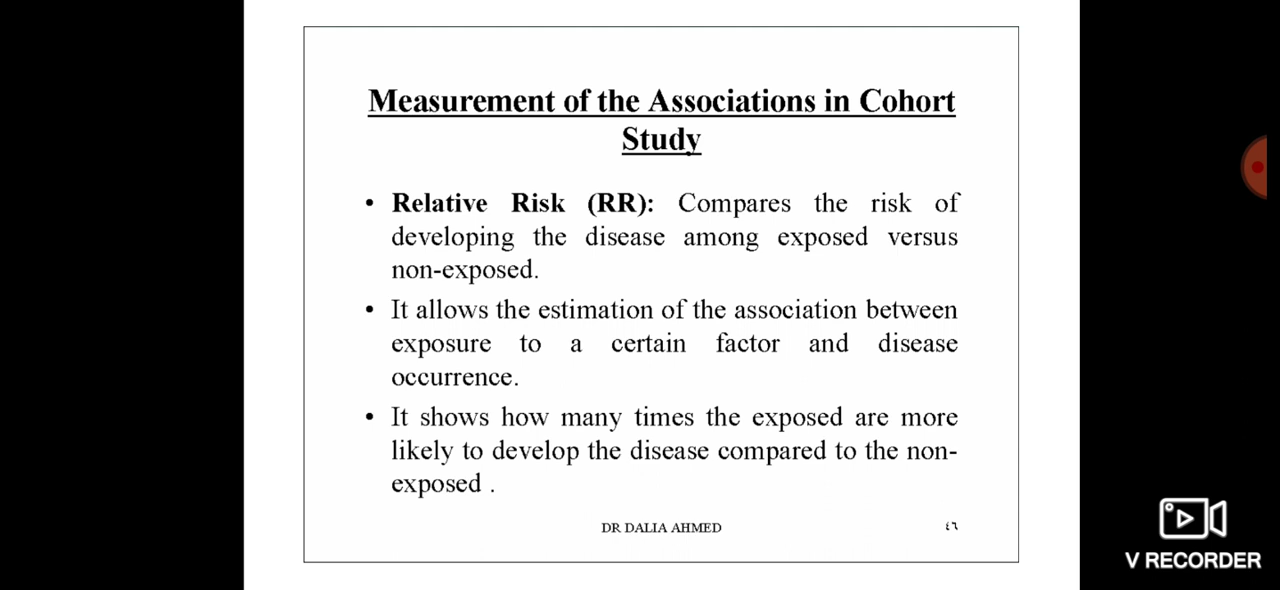 Measurement of the Associations in Cohort
Study
• Relative Risk (RR): Compares the risk of
developing the disease among exposed versus
non-exposed.
• It allows the estimation of the association between
exposure to a certain factor and disease
occurrence.
• It shows how many times the exposed are more
likely to develop the disease compared to the non-
exposed .
DR DALIA AHMED
V RECORDER